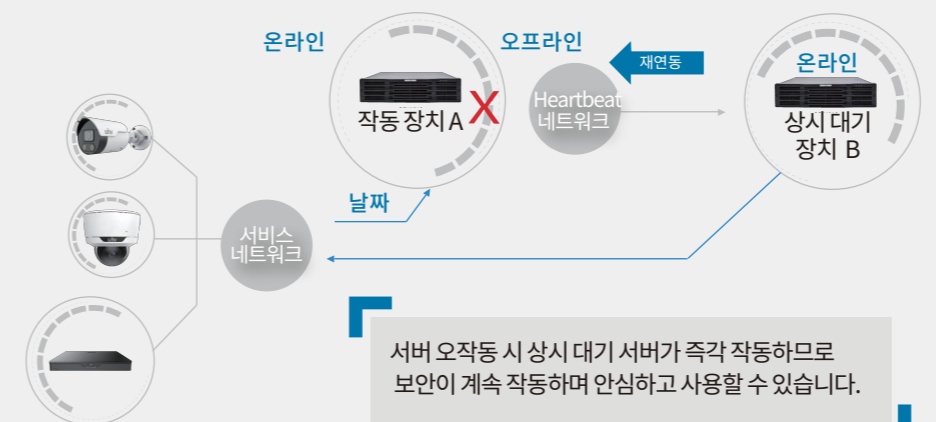 온라인
오프라인
재연동
온라인
작동 장치 A
X
Heartbeat
네트워크
상시 대기
장치 B
날짜
서비스
네트워크
서버 오작동 시 상시 대기 서버가 즉각 작동하므로
보안이 계속 작동하며 안심하고 사용할 수 있습니다.